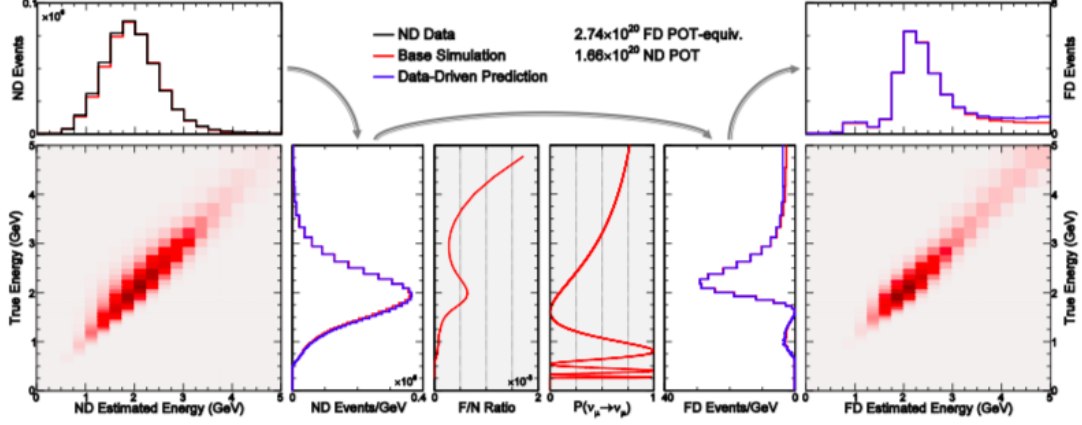 0.1
×10⁶
ND Events
0
ND Data
Base Simulation
Data-Driven Prediction
2.74×10²⁰ FD POT-equiv.
1.66×10²⁰ ND POT
FD Events
0
5
4
3
2
1
0
True Energy (GeV)
0 1 2 3 4 5
ND Estimated Energy (GeV)
0 0.4
×10⁶
ND Events/GeV
0 2
×10⁻³
F/N Ratio
0 1
P(νμ→νμ)
40 0
FD Events/GeV
5
4
3
2
1
0
True Energy (GeV)
0 1 2 3 4 5
FD Estimated Energy (GeV)